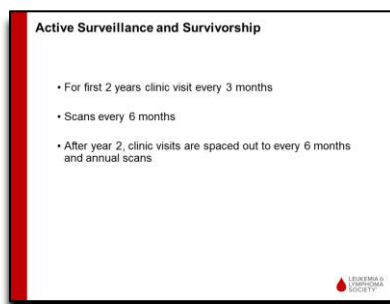 Active Surveillance and Survivorship
• For first 2 years clinic visit every 3 months
• Scans every 6 months
• After year 2, clinic visits are spaced out to every 6 months
and annual scans
LEUKEMIA &
LYMPHOMA
SOCIETY